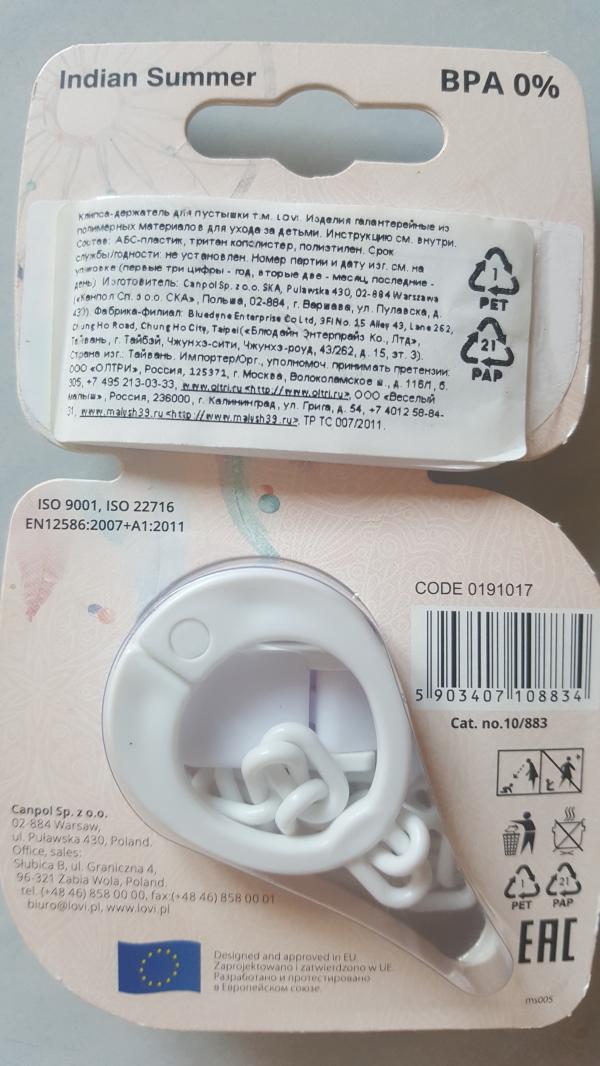 Indian Summer
BPA 0%
Клипса-держатель для пустышки т.м. LOVI. Изделия галантерейные из
полимерных материалов для ухода за детьми. Инструкцию см. внутри.
Состав: АБС-пластик, тритан кополистер, полиэтилен. Срок
службы/годности: не установлен. Номер партии и дату изг. см. на
упаковке (первые три цифры - год, вторые две - месяц, последние -
день) Изготовитель: Canpol Sp. z o.o. SKA, Pulawska 430, 02-884 Warszawa
(«Канпол Сп. з о.о. СКА», Польша, 02-884, г. Варшава, ул. Пулавска, д.
430). Фабрика-филиал: Bluedyne Enterprise Co Ltd, 3Fl No. 15 Alley 43, Lane 262,
Chung Ho Road, Chung Ho City, Taipei(«Блюдайн Энтерпрайз Ко., Лтд»,
Тайвань, г. Тайбэй, Чжунхэ-сити, Чжунхэ-роуд, 43/262, д. 15, эт. 3).
Страна изг.: Тайвань. Импортер/Орг., уполномоч. принимать претензии:
ООО «ОЛТРИ», Россия, 125371, г. Москва, Волоколамское ш., д. 116/1, б.
305, +7 495 213-03-33, www.oltri.ru <http://www.oltri.ru>, ООО «Веселый
малыш», Россия, 236000, г. Калининград, ул. Грига, д. 54, +7 4012 58-84-
31, www.malysh39.ru <http://www.malysh39.ru>. ТР ТС 007/2011.
1
PET
21
PAP
ISO 9001, ISO 22716
EN12586:2007+A1:2011
CODE 0191017
5 903407 108834
Cat. no.10/883
Canpol Sp. z o.o.
02-884 Warsaw,
ul. Puławska 430, Poland.
Office, sales:
Słubica B, ul. Graniczna 4,
96-321 Żabia Wola, Poland.
tel. (+48 46) 858 00 00, fax:(+48 46) 858 00 01
biuro@lovi.pl, www.lovi.pl
1
PET
21
PAP
EAC
Designed and approved in EU.
Zaprojektowano i zatwierdzono w UE.
Разработано и протестировано
в Европейском союзе.
ms005